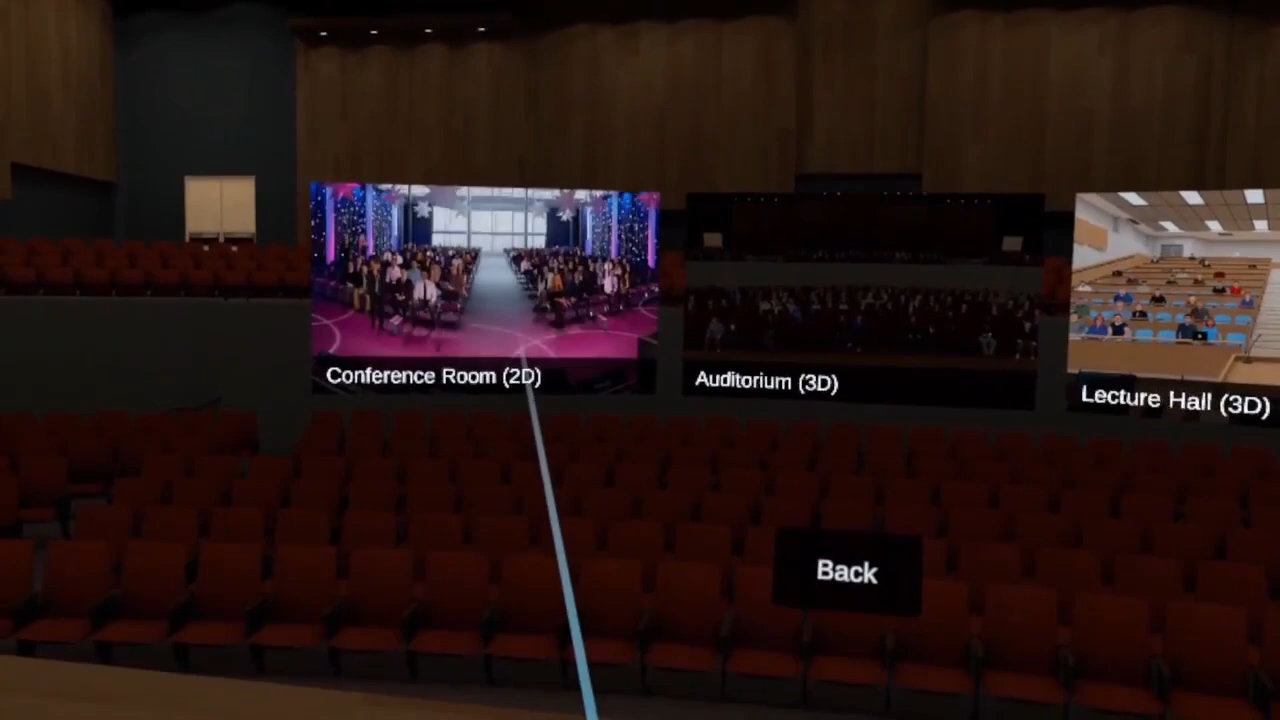 Conference Room (2D)
Auditorium (3D)
Lecture Hall (3D)
Back